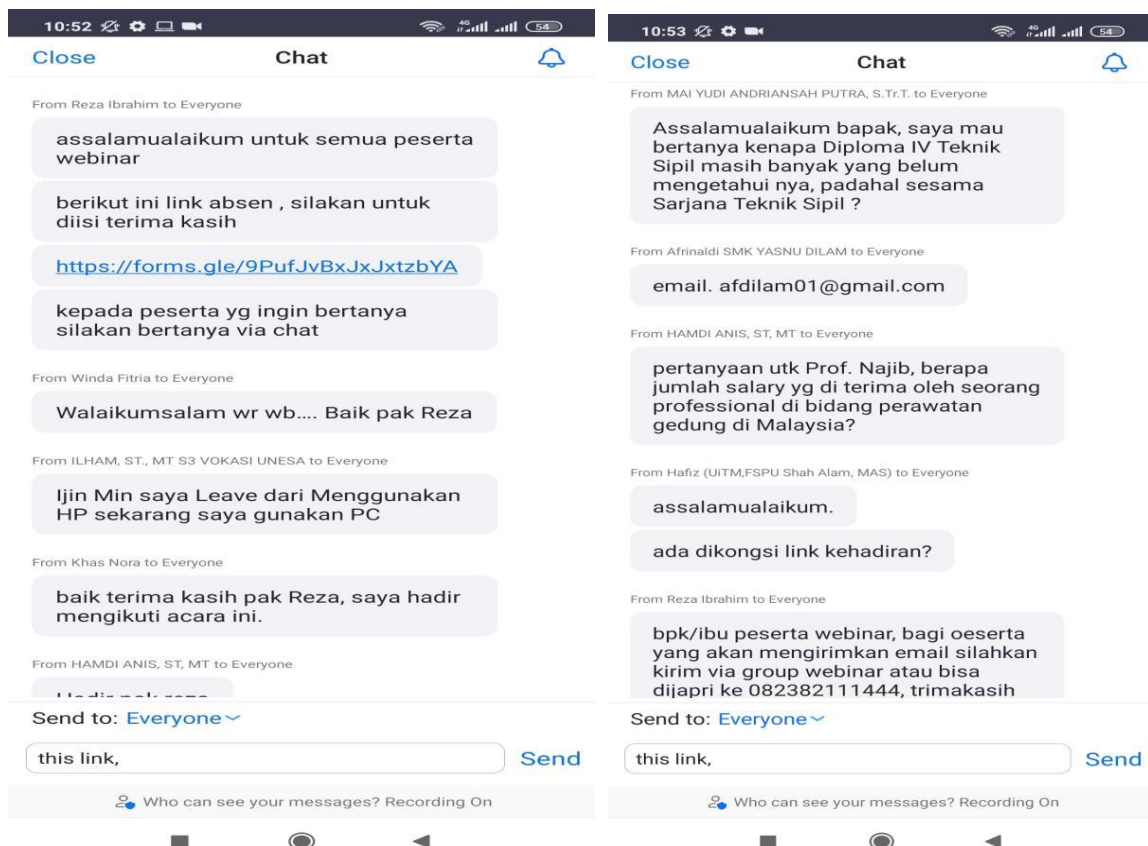 10:52
54
Close
Chat
From Reza Ibrahim to Everyone
assalamualaikum untuk semua peserta
webinar
berikut ini link absen , silakan untuk
diisi terima kasih
https://forms.gle/9PufJvBxJxJxtzbYA
kepada peserta yg ingin bertanya
silakan bertanya via chat
From Winda Fitria to Everyone
Walaikumsalam wr wb.... Baik pak Reza
From ILHAM, ST., MT S3 VOKASI UNESA to Everyone
Ijin Min saya Leave dari Menggunakan
HP sekarang saya gunakan PC
From Khas Nora to Everyone
baik terima kasih pak Reza, saya hadir
mengikuti acara ini.
From HAMDI ANIS, ST, MT to Everyone
Hadir pak reza
Send to: Everyone
this link,
Send
Who can see your messages? Recording On
10:53
54
Close
Chat
From MAI YUDI ANDRIANSAH PUTRA, S.Tr.T. to Everyone
Assalamualaikum bapak, saya mau
bertanya kenapa Diploma IV Teknik
Sipil masih banyak yang belum
mengetahui nya, padahal sesama
Sarjana Teknik Sipil ?
From Afrinaldi SMK YASNU DILAM to Everyone
email. afdilam01@gmail.com
From HAMDI ANIS, ST, MT to Everyone
pertanyaan utk Prof. Najib, berapa
jumlah salary yg di terima oleh seorang
professional di bidang perawatan
gedung di Malaysia?
From Hafiz (UiTM,FSPU Shah Alam, MAS) to Everyone
assalamualaikum.
ada dikongsi link kehadiran?
From Reza Ibrahim to Everyone
bpk/ibu peserta webinar, bagi oeserta
yang akan mengirimkan email silahkan
kirim via group webinar atau bisa
dijapri ke 082382111444, trimakasih
Send to: Everyone
this link,
Send
Who can see your messages? Recording On